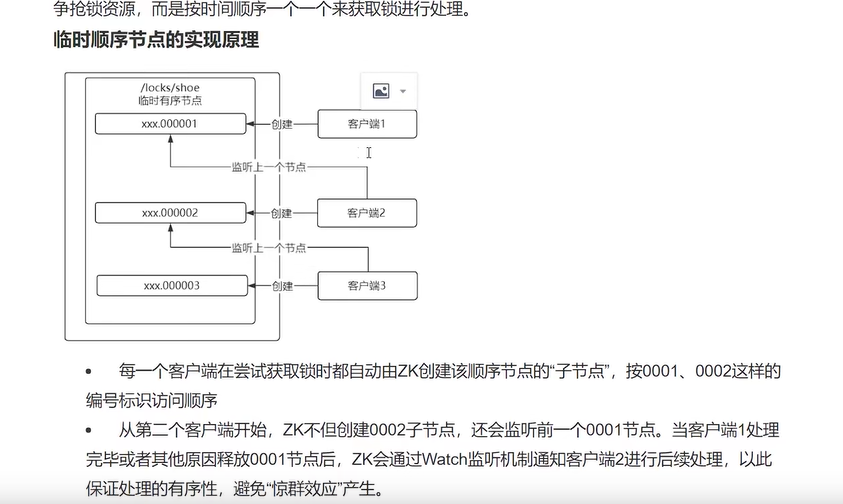 争抢锁资源，而是按时间顺序一个一个来获取锁进行处理。
临时顺序节点的实现原理
/locks/shoe
临时有序节点
xxx.000001
创建
客户端1
监听上一个节点
xxx.000002
创建
客户端2
监听上一个节点
xxx.000003
创建
客户端3
• 每一个客户端在尝试获取锁时都自动由ZK创建该顺序节点的“子节点”，按0001、0002这样的
编号标识访问顺序
• 从第二个客户端开始，ZK不但创建0002子节点，还会监听前一个0001节点。当客户端1处理
完毕或者其他原因释放0001节点后，ZK会通过Watch监听机制通知客户端2进行后续处理，以此
保证处理的有序性，避免“惊群效应”产生。